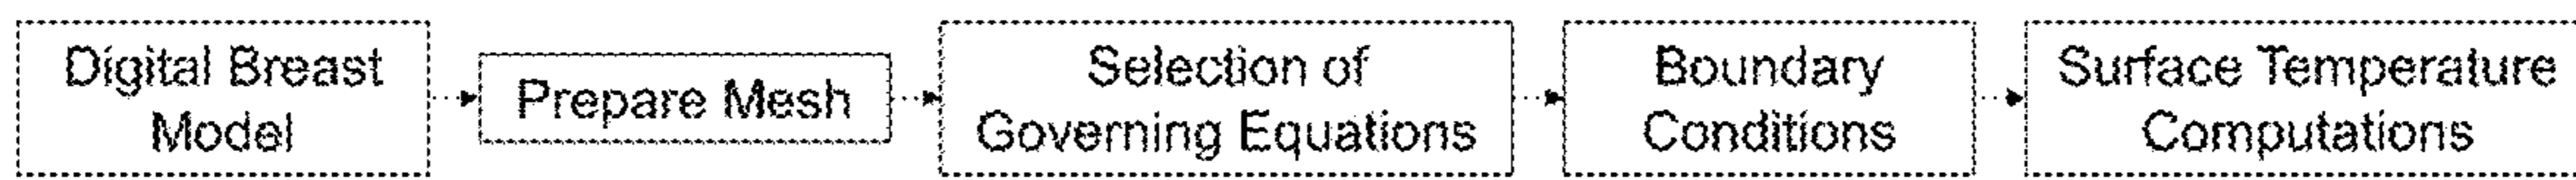 Digital Breast
Model
Prepare Mesh
Selection of
Governing Equations
Boundary
Conditions
Surface Temperature
Computations